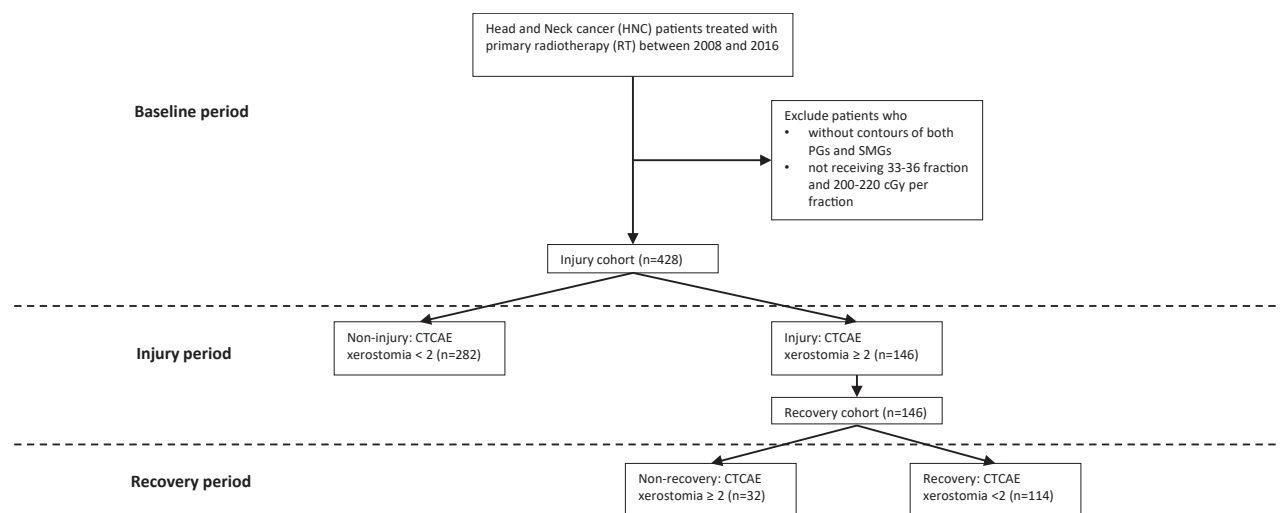 Head and Neck cancer (HNC) patients treated with
primary radiotherapy (RT) between 2008 and 2016
Baseline period
Exclude patients who
• without contours of both
PGs and SMGs
• not receiving 33-36 fraction
and 200-220 cGy per
fraction
Injury cohort (n=428)
Injury period
Non-injury: CTCAE
xerostomia < 2 (n=282)
Injury: CTCAE
xerostomia ≥ 2 (n=146)
Recovery cohort (n=146)
Recovery period
Non-recovery: CTCAE
xerostomia ≥ 2 (n=32)
Recovery: CTCAE
xerostomia <2 (n=114)